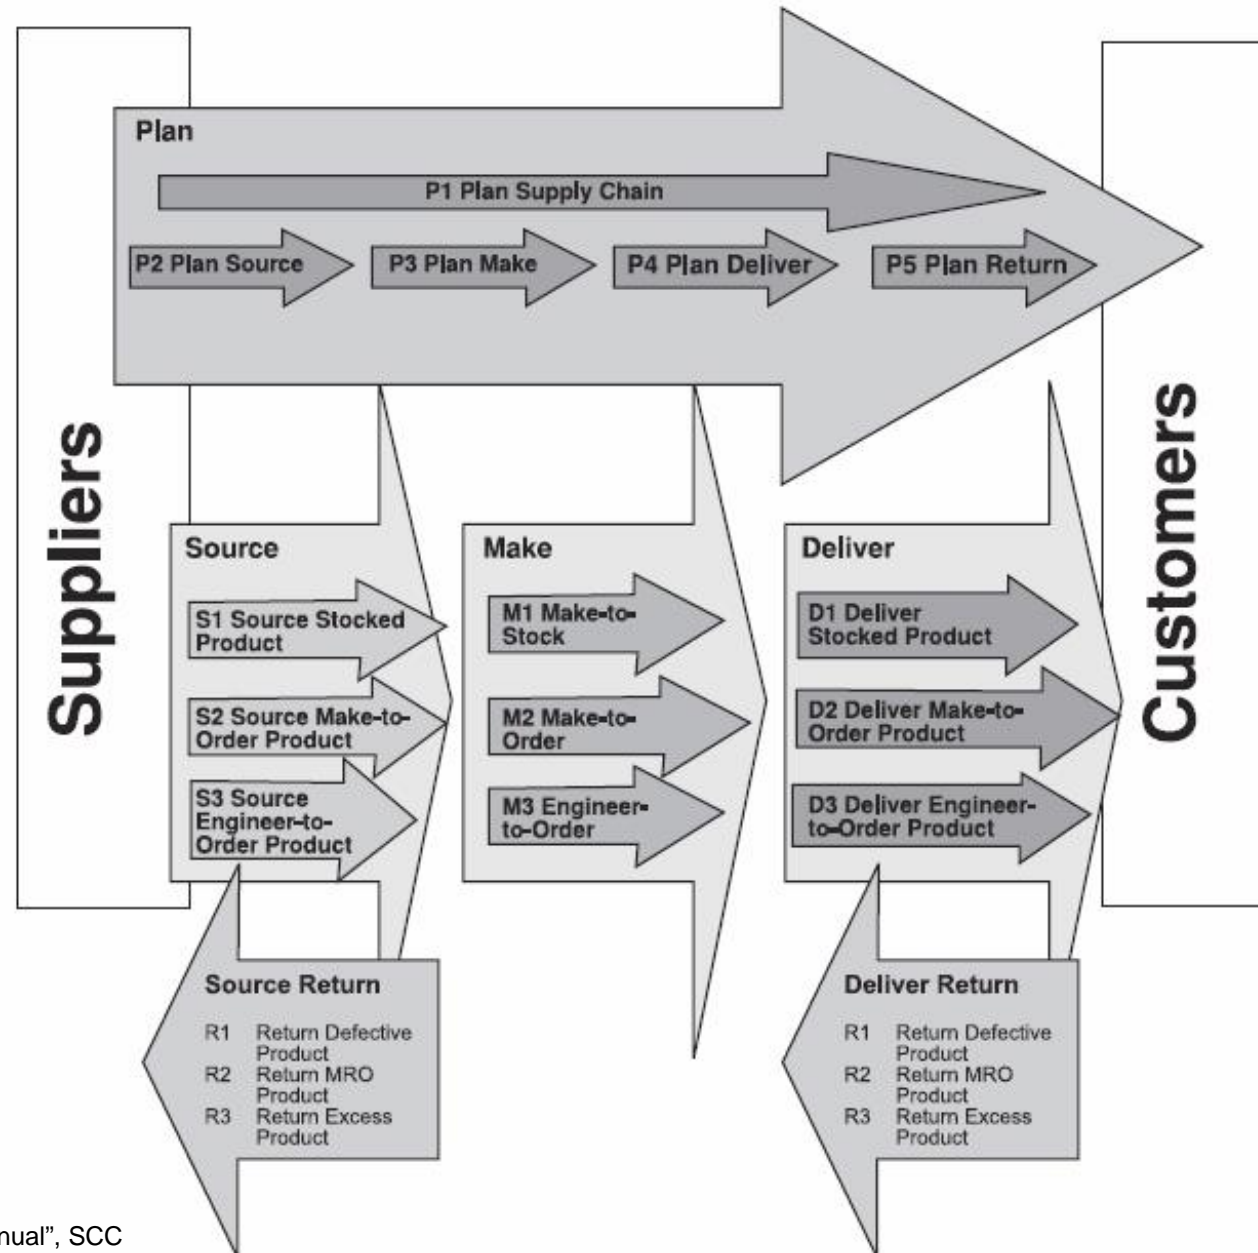 Plan
P1 Plan Supply Chain
P2 Plan Source
P3 Plan Make
P4 Plan Deliver
P5 Plan Return
Suppliers
Customers
Source
S1 Source Stocked
Product
S2 Source Make-to-
Order Product
S3 Source
Engineer-to-
Order Product
Make
M1 Make-to-
Stock
M2 Make-to-
Order
M3 Engineer-
to-Order
Deliver
D1 Deliver
Stocked Product
D2 Deliver Make-to-
Order Product
D3 Deliver Engineer-
to-Order Product
Source Return
R1 Return Defective
Product
R2 Return MRO
Product
R3 Return Excess
Product
Deliver Return
R1 Return Defective
Product
R2 Return MRO
Product
R3 Return Excess
Product
nual”, SCC